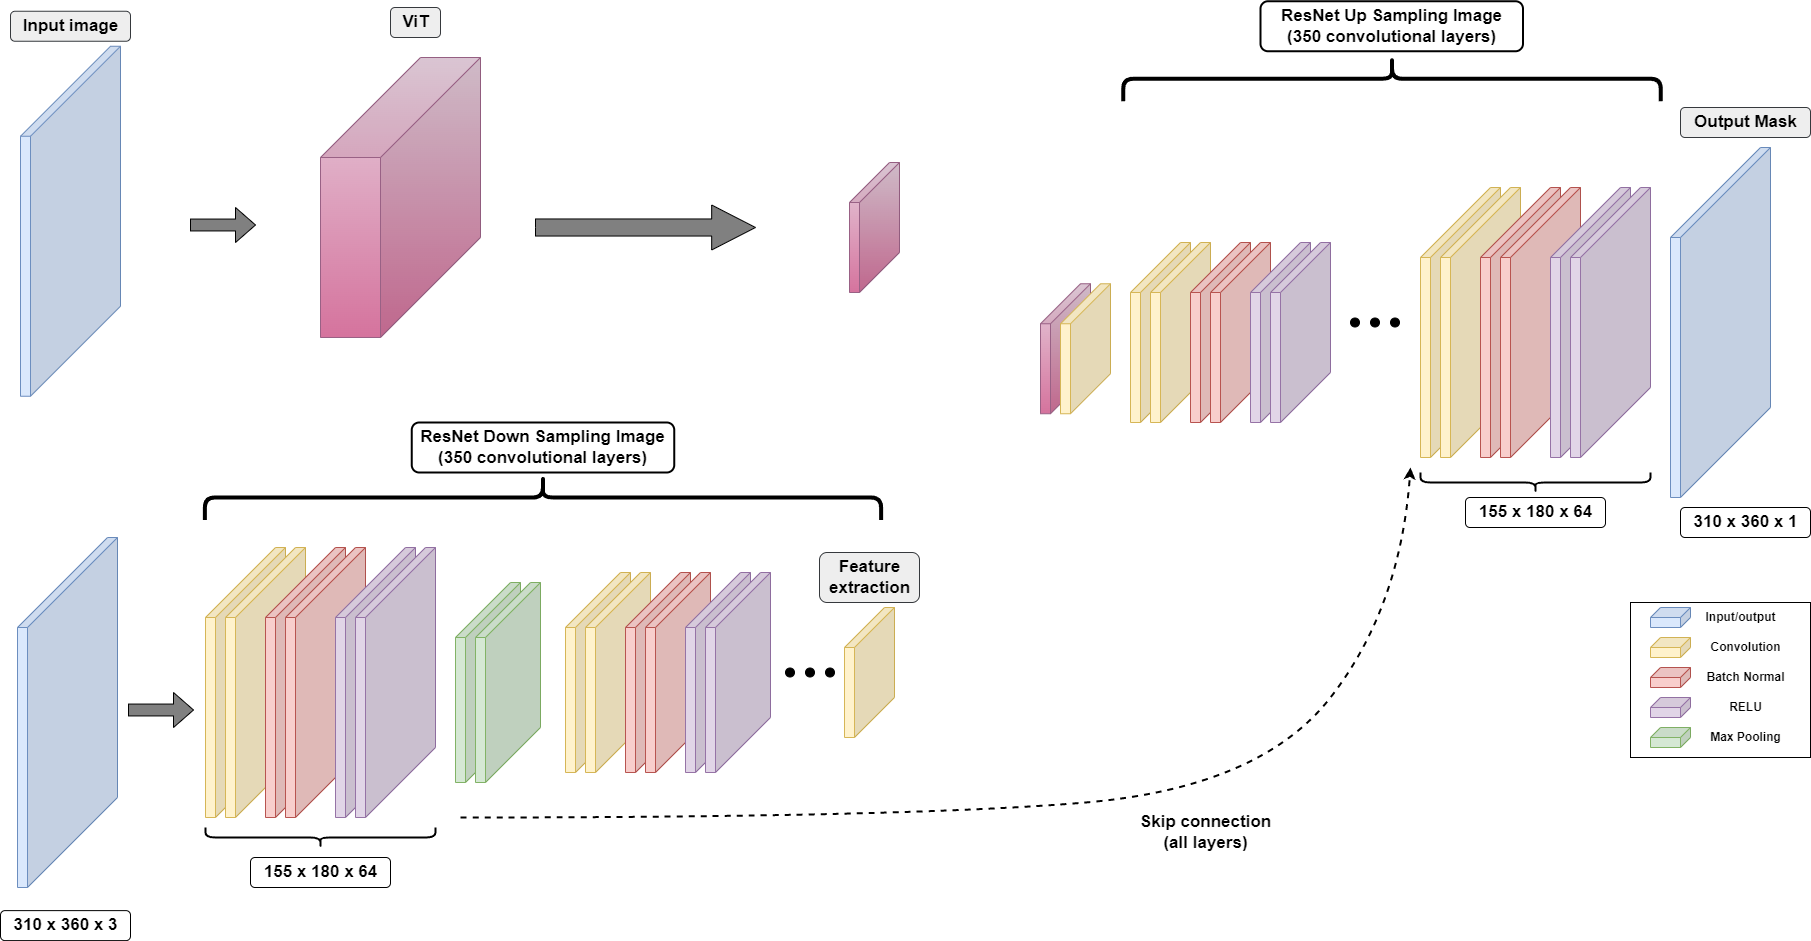 Input image
ViT
ResNet Up Sampling Image
(350 convolutional layers)
Output Mask
155 x 180 x 64
310 x 360 x 1
ResNet Down Sampling Image
(350 convolutional layers)
Feature
extraction
Input/output
Convolution
Batch Normal
RELU
Max Pooling
Skip connection
(all layers)
155 x 180 x 64
310 x 360 x 3